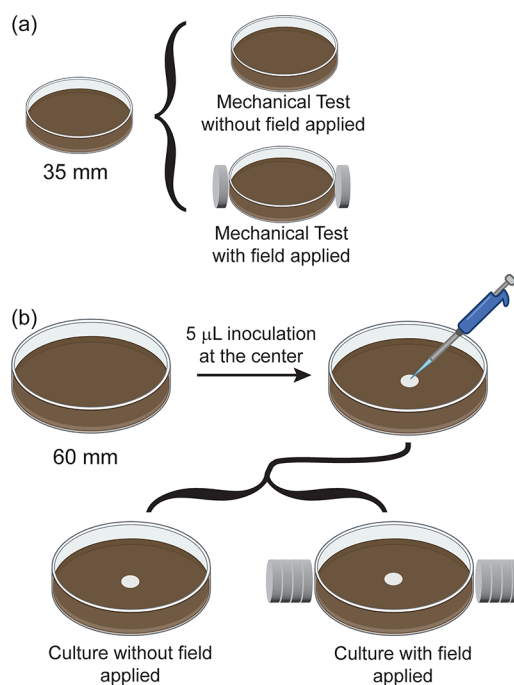 (a)
35 mm
Mechanical Test
without field applied
Mechanical Test
with field applied
(b)
60 mm
5 μL inoculation
at the center
Culture without field
applied
Culture with field
applied